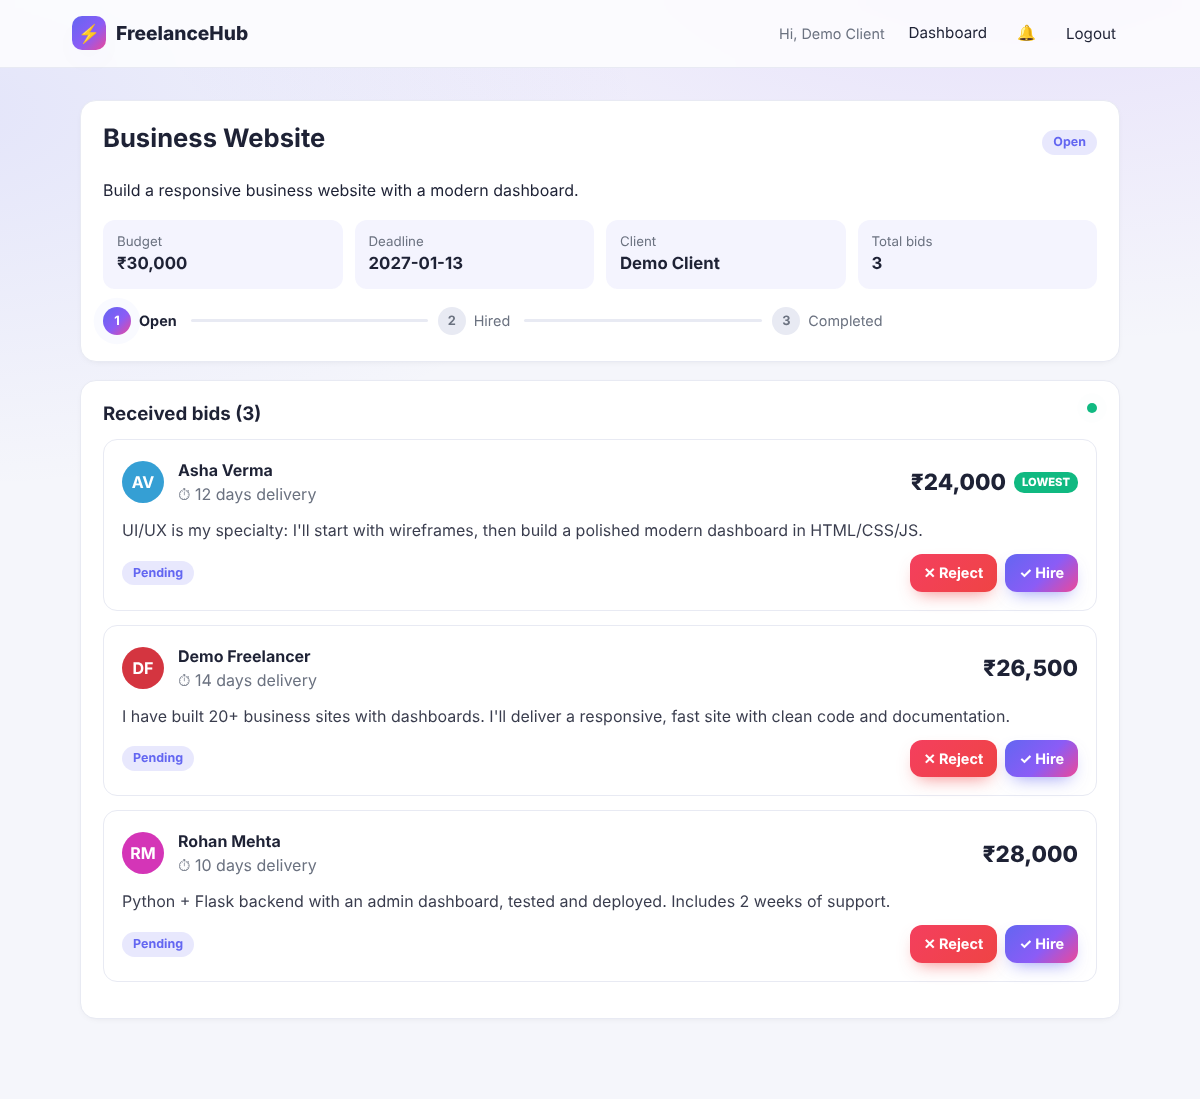 ⚡ FreelanceHub
Hi, Demo Client Dashboard 🔔 Logout
Business Website
Open
Build a responsive business website with a modern dashboard.
Budget
₹30,000
Deadline
2027-01-13
Client
Demo Client
Total bids
3
1 Open
2 Hired
3 Completed
Received bids (3)
AV
Asha Verma
⏱ 12 days delivery
₹24,000 LOWEST
UI/UX is my specialty: I'll start with wireframes, then build a polished modern dashboard in HTML/CSS/JS.
Pending
✕ Reject ✓ Hire
DF
Demo Freelancer
⏱ 14 days delivery
₹26,500
I have built 20+ business sites with dashboards. I'll deliver a responsive, fast site with clean code and documentation.
Pending
✕ Reject ✓ Hire
RM
Rohan Mehta
⏱ 10 days delivery
₹28,000
Python + Flask backend with an admin dashboard, tested and deployed. Includes 2 weeks of support.
Pending
✕ Reject ✓ Hire